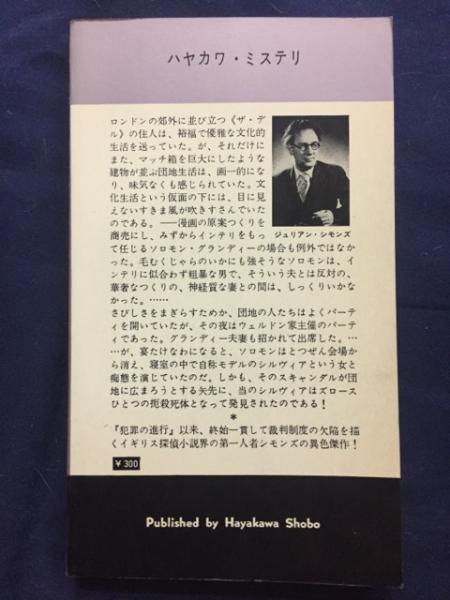 ハヤカワ・ミステリ
ロンドンの郊外に並び立つ《ザ・デ
ル》の住人は、裕福で優雅な文化的
生活を送っていた。が、それだけに
また、マッチ箱を巨大にしたような
建物が並ぶ団地生活は、画一的にな
り、味気なくも感じられていた。文
化生活という仮面の下には、目に見
えないすきま風が吹きすさんでいた
のである。――漫画の原案つくりを
商売にし、みずからインテリをもっ
ジュリアン・シモンズ
て任じるソロモン・グランディーの場合も例外ではなか
った。毛むくじゃらのいかにも強そうなソロモンは、イ
ンテリに似合わず粗暴な男で、そういう夫とは反対の、
華奢なつくりの、神経質な妻との間は、しっくりいかな
かった。……
さびしさをまぎらすためか、団地の人たちはよくパーテ
ィを開いていたが、その夜はウェルドン家主催のパーテ
ィであった。グランディー夫妻も招かれて出席した。…
…が、宴たけなわになると、ソロモンはとつぜん会場か
ら消え、寝室の中で自称モデルのシルヴィアという女と
痴態を演じていたのだ。しかも、そのスキャンダルが団
地に広まろうとする矢先に、当のシルヴィアはズロース
ひとつの扼殺死体となって発見されたのである！
*
『犯罪の進行』以来、終始一貫して裁判制度の欠陥を描
くイギリス探偵小説界の第一人者シモンズの異色傑作！
¥300
Published by Hayakawa Shobo